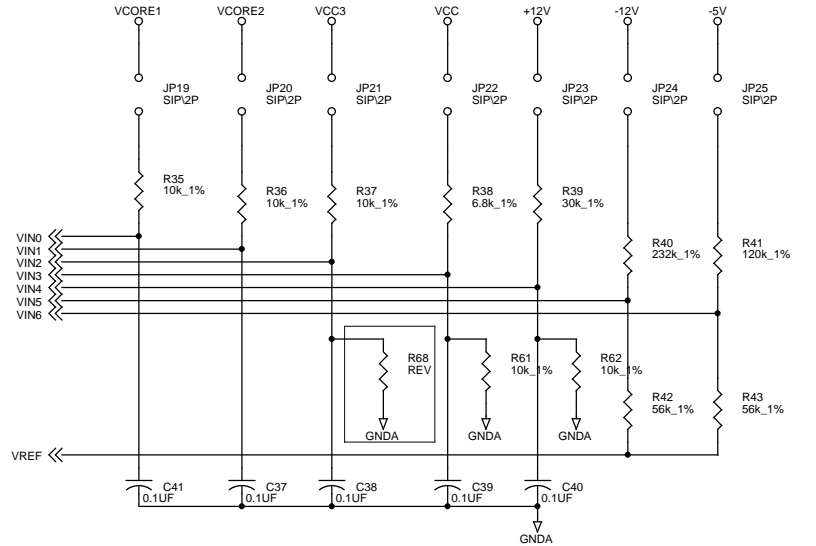 VCORE1
VCORE2
VCC3
VCC
+12V
-12V
-5V
JP19
SIP\2P
JP20
SIP\2P
JP21
SIP\2P
JP22
SIP\2P
JP23
SIP\2P
JP24
SIP\2P
JP25
SIP\2P
R35
10k_1%
R36
10k_1%
R37
10k_1%
R38
6.8k_1%
R39
30k_1%
R40
232k_1%
R41
120k_1%
VIN0
VIN1
VIN2
VIN3
VIN4
VIN5
VIN6
R68
REV
R61
10k_1%
R62
10k_1%
R42
56k_1%
R43
56k_1%
GNDA
GNDA
GNDA
VREF
C41
0.1UF
C37
0.1UF
C38
0.1UF
C39
0.1UF
C40
0.1UF
GNDA